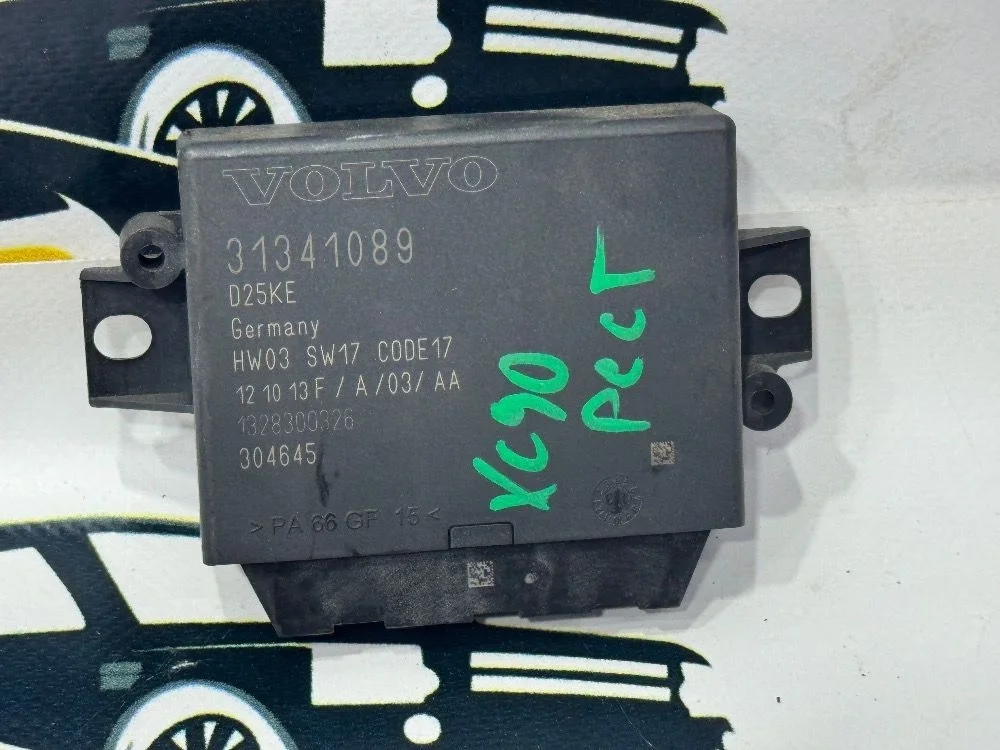 VOLVO
31341089
D25KE
Germany
HW03 SW17 CODE17
12 10 13 F / A / 03 / AA
1328300326
304645
> PA 66 GF 15 <
XC90
рест